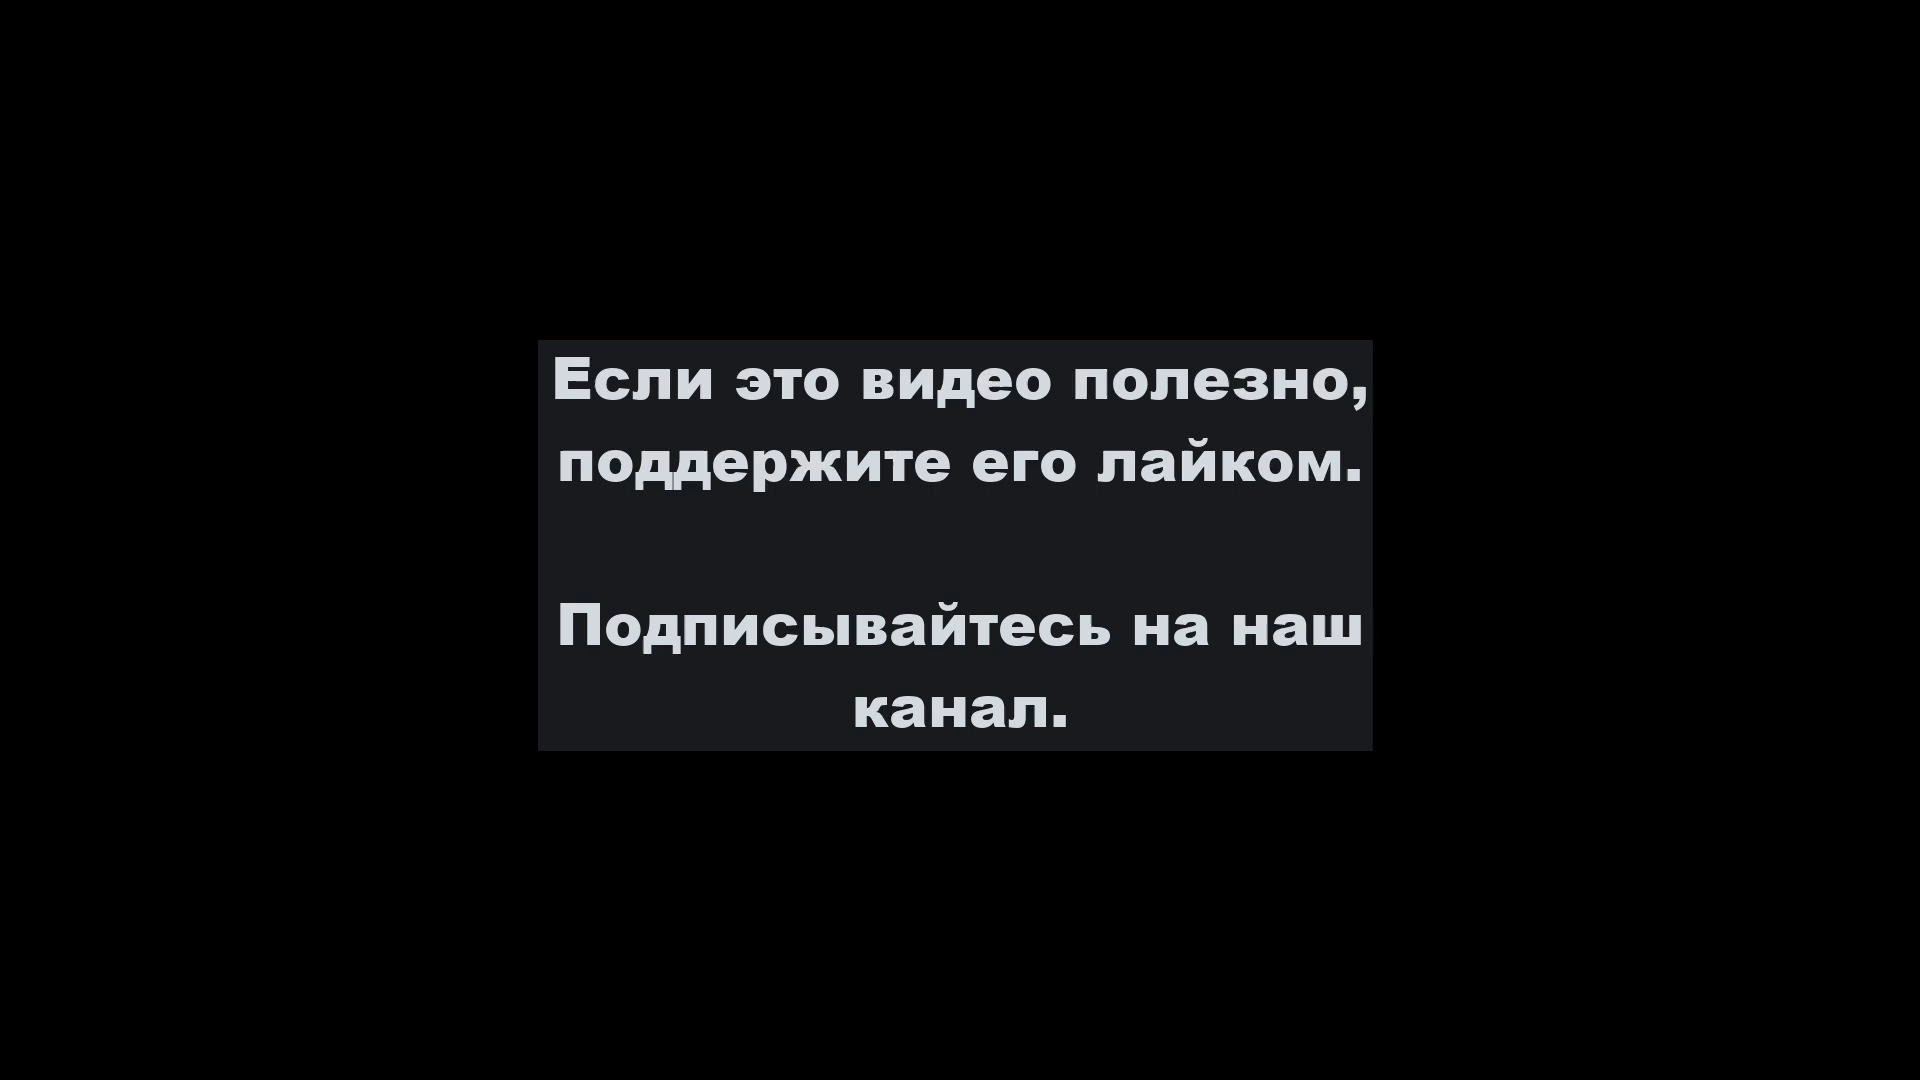 Если это видео полезно,
поддержите его лайком.
Подписывайтесь на наш
канал.